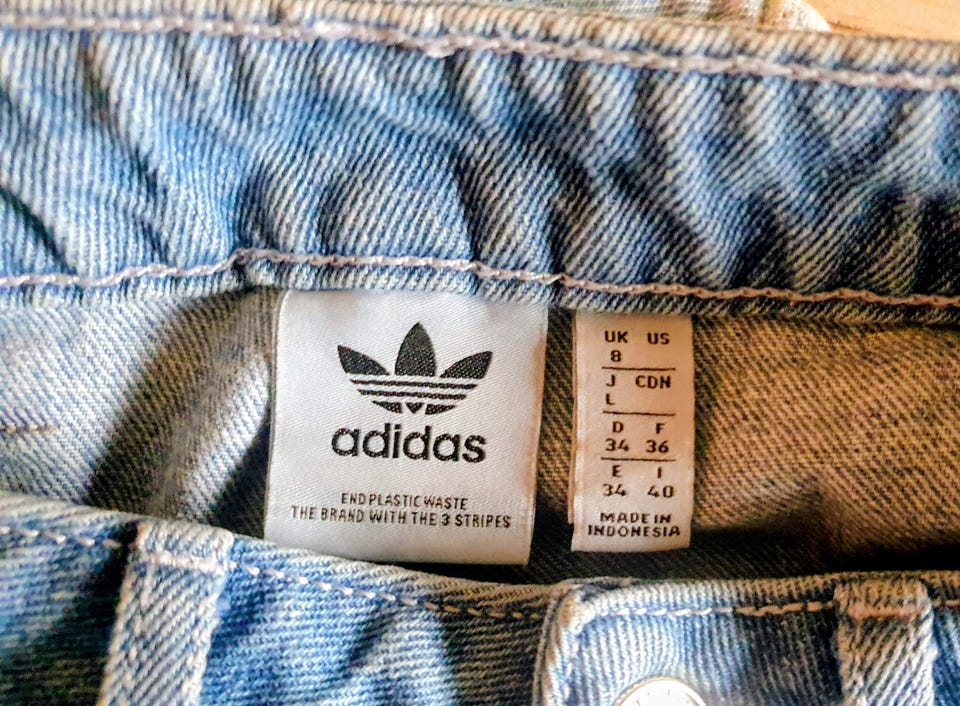 adidas
END PLASTIC WASTE
THE BRAND WITH THE 3 STRIPES
UK US
8
J CDN
L
D F
34 36
E I
34 40
MADE IN
INDONESIA